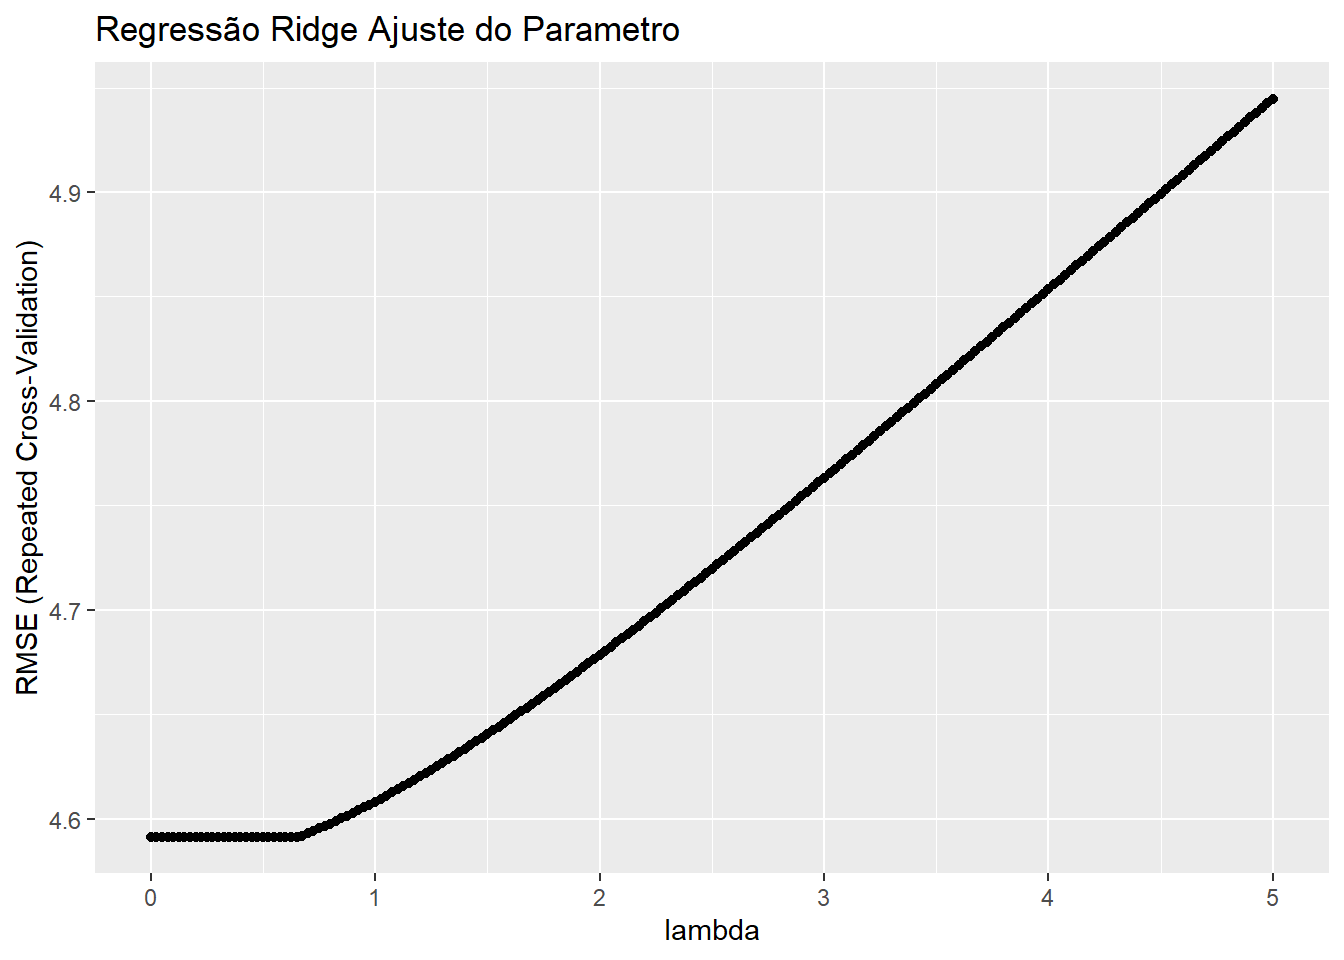 Regressão Ridge Ajuste do Parametro
RMSE (Repeated Cross-Validation)
4.9
4.8
4.7
4.6
0 1 2 3 4 5
lambda